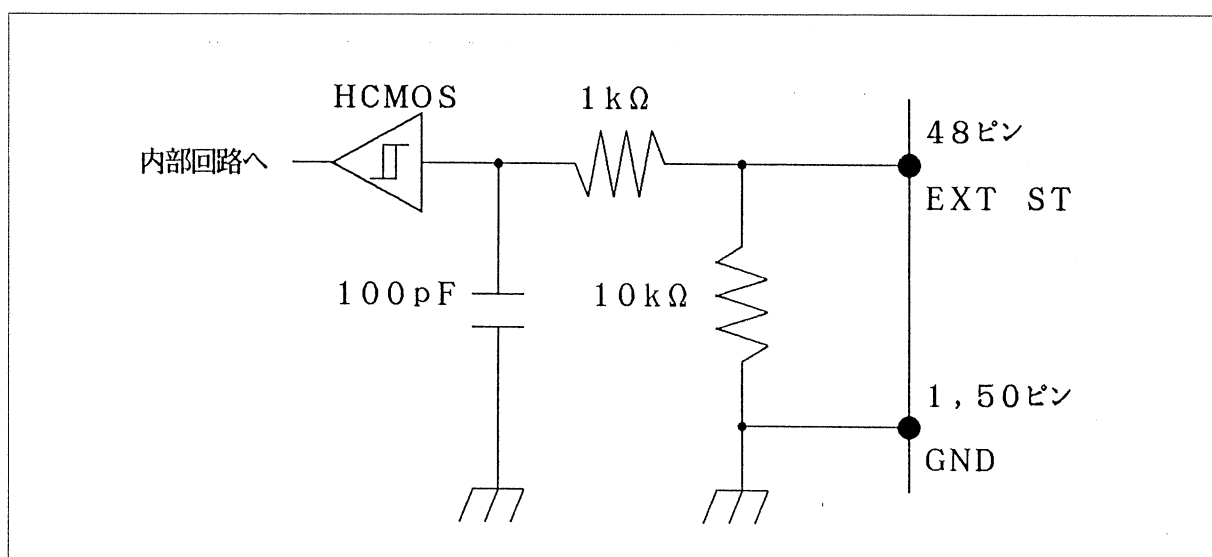 HCMOS
1kΩ
48ピン
内部回路へ
EXT ST
100pF
10kΩ
1,50ピン
GND